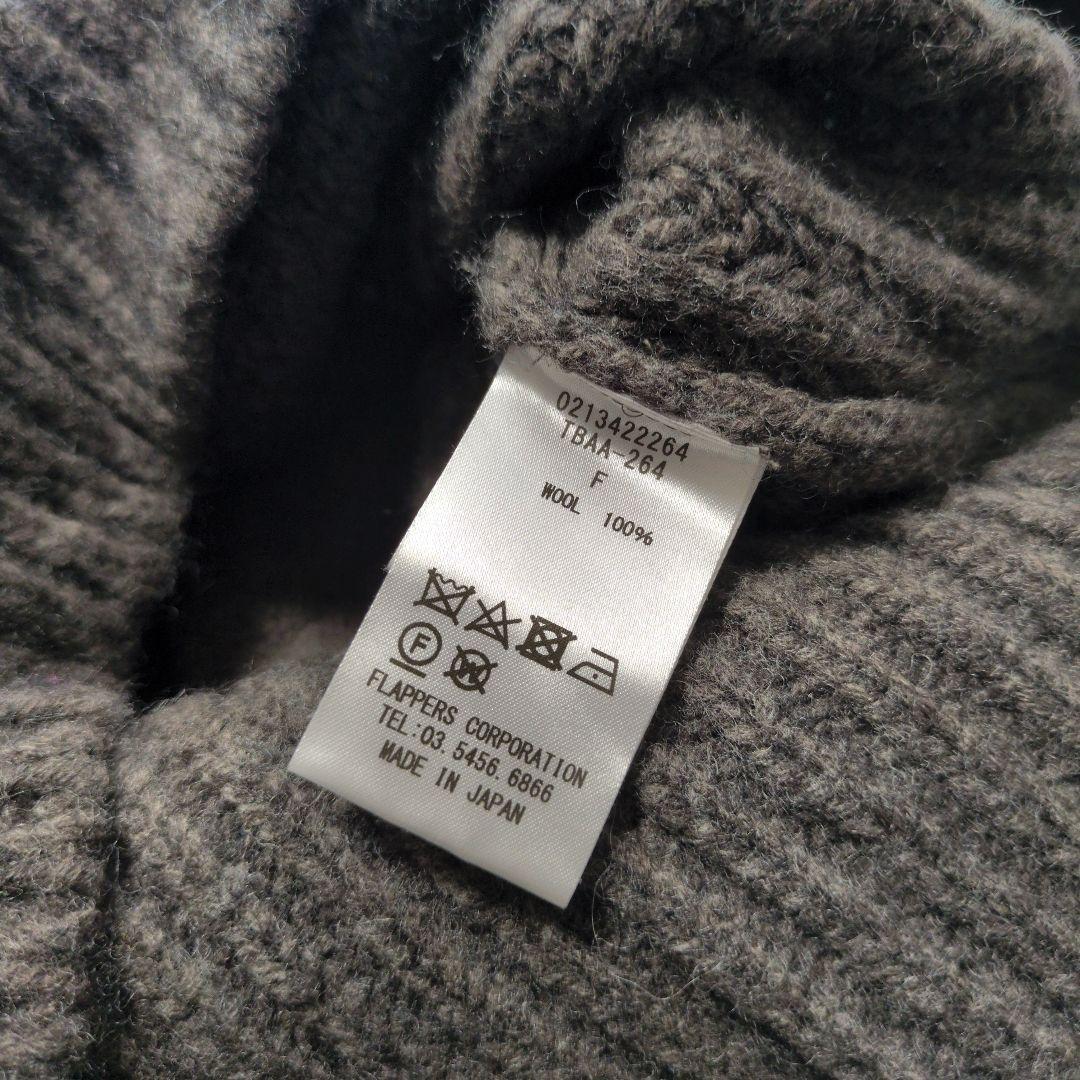 0213422264
TBAA-264
F
WOOL 100%
F W
FLAPPERS CORPORATION
TEL:03.5456.6866
MADE IN JAPAN